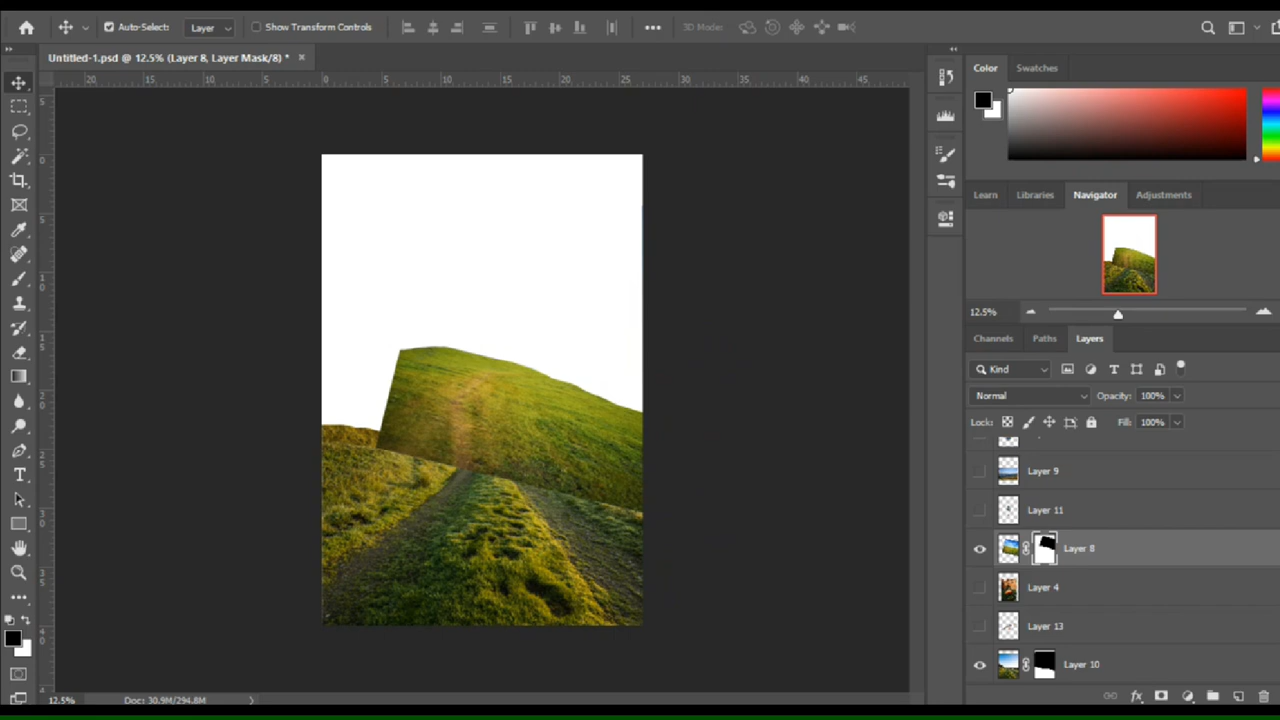 Auto-Select: Layer Show Transform Controls 3D Mode:
Untitled-1.psd @ 12.5% (Layer 8, Layer Mask/8) * ×
20 15 10 5 0 5 10 15 20 25 30 35 40 45
Color Swatches
Learn Libraries Navigator Adjustments
12.5%
Channels Paths Layers
Kind
Normal Opacity: 100%
Lock: Fill: 100%
Layer 9
Layer 11
Layer 8
Layer 4
Layer 13
Layer 10
fx
12.5% Doc: 30.9M/294.8M